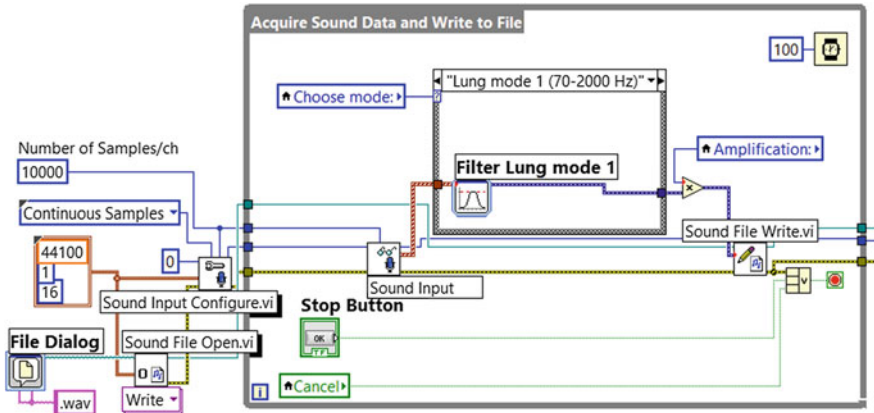 Acquire Sound Data and Write to File
100
"Lung mode 1 (70-2000 Hz)"
Choose mode:
Number of Samples/ch
10000
Filter Lung mode 1
Amplification:
Continuous Samples
Sound File Write.vi
44100
1
16
0
Sound Input Configure.vi
Sound Input
Stop Button
File Dialog
Sound File Open.vi
OK
TF
Cancel
i
.wav
Write